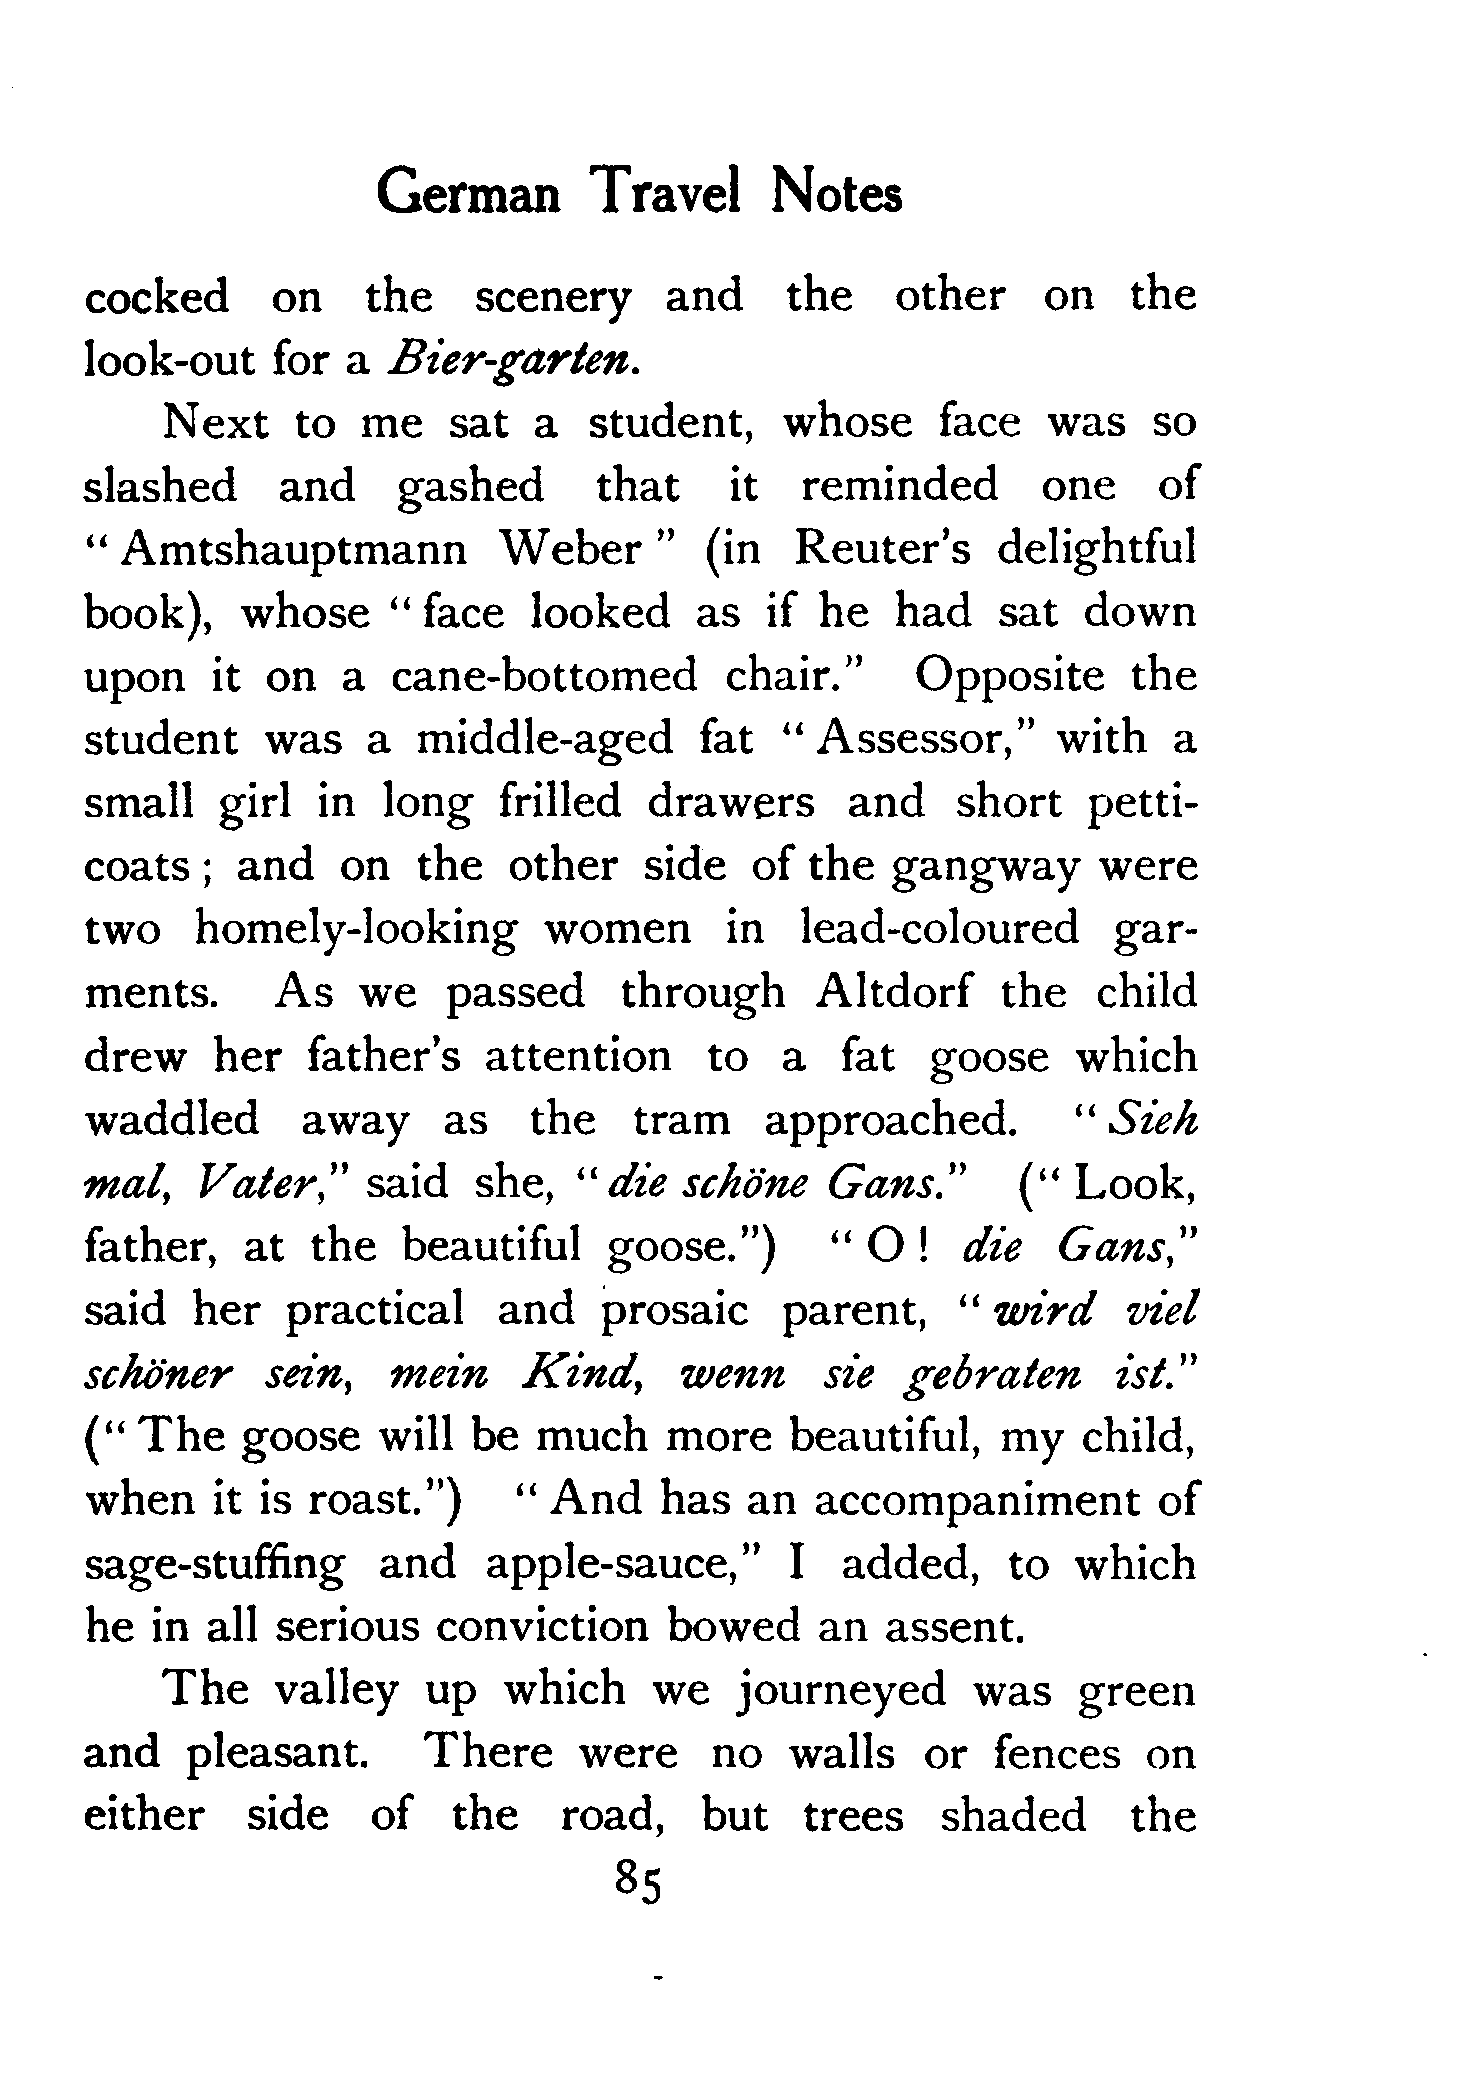 German Travel Notes
cocked on the scenery and the other on the
look-out for a Bier-garten.
Next to me sat a student, whose face was so
slashed and gashed that it reminded one of
“ Amtshauptmann Weber ” (in Reuter’s delightful
book), whose “ face looked as if he had sat down
upon it on a cane-bottomed chair.” Opposite the
student was a middle-aged fat “ Assessor,” with a
small girl in long frilled drawers and short petti-
coats ; and on the other side of the gangway were
two homely-looking women in lead-coloured gar-
ments. As we passed through Altdorf the child
drew her father’s attention to a fat goose which
waddled away as the tram approached. “ Sieh
mal, Vater,” said she, “ die schöne Gans.” (“ Look,
father, at the beautiful goose.”) “ O ! die Gans,”
said her practical and prosaic parent, “ wird viel
schöner sein, mein Kind, wenn sie gebraten ist.”
(“ The goose will be much more beautiful, my child,
when it is roast.”) “ And has an accompaniment of
sage-stuffing and apple-sauce,” I added, to which
he in all serious conviction bowed an assent.
The valley up which we journeyed was green
and pleasant. There were no walls or fences on
either side of the road, but trees shaded the
85